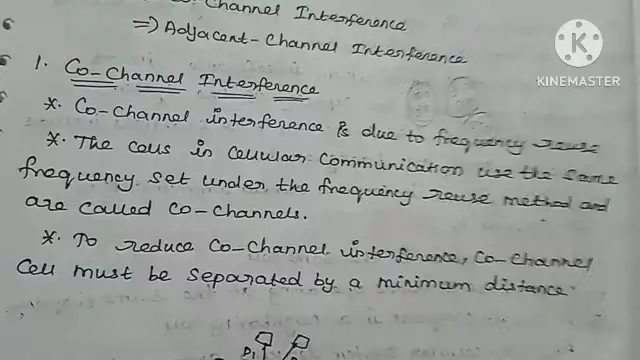 Channel Interference
⇒ Adjacent-Channel Interference
1. Co-Channel Interference
*. Co-channel interference is due to frequency reuse
*. The cells in cellular communication use the same
frequency set under the frequency reuse method and
are called co-channels.
*. To reduce co-channel interference, co-channel
cell must be separated by a minimum distance.
P1
KINEMASTER